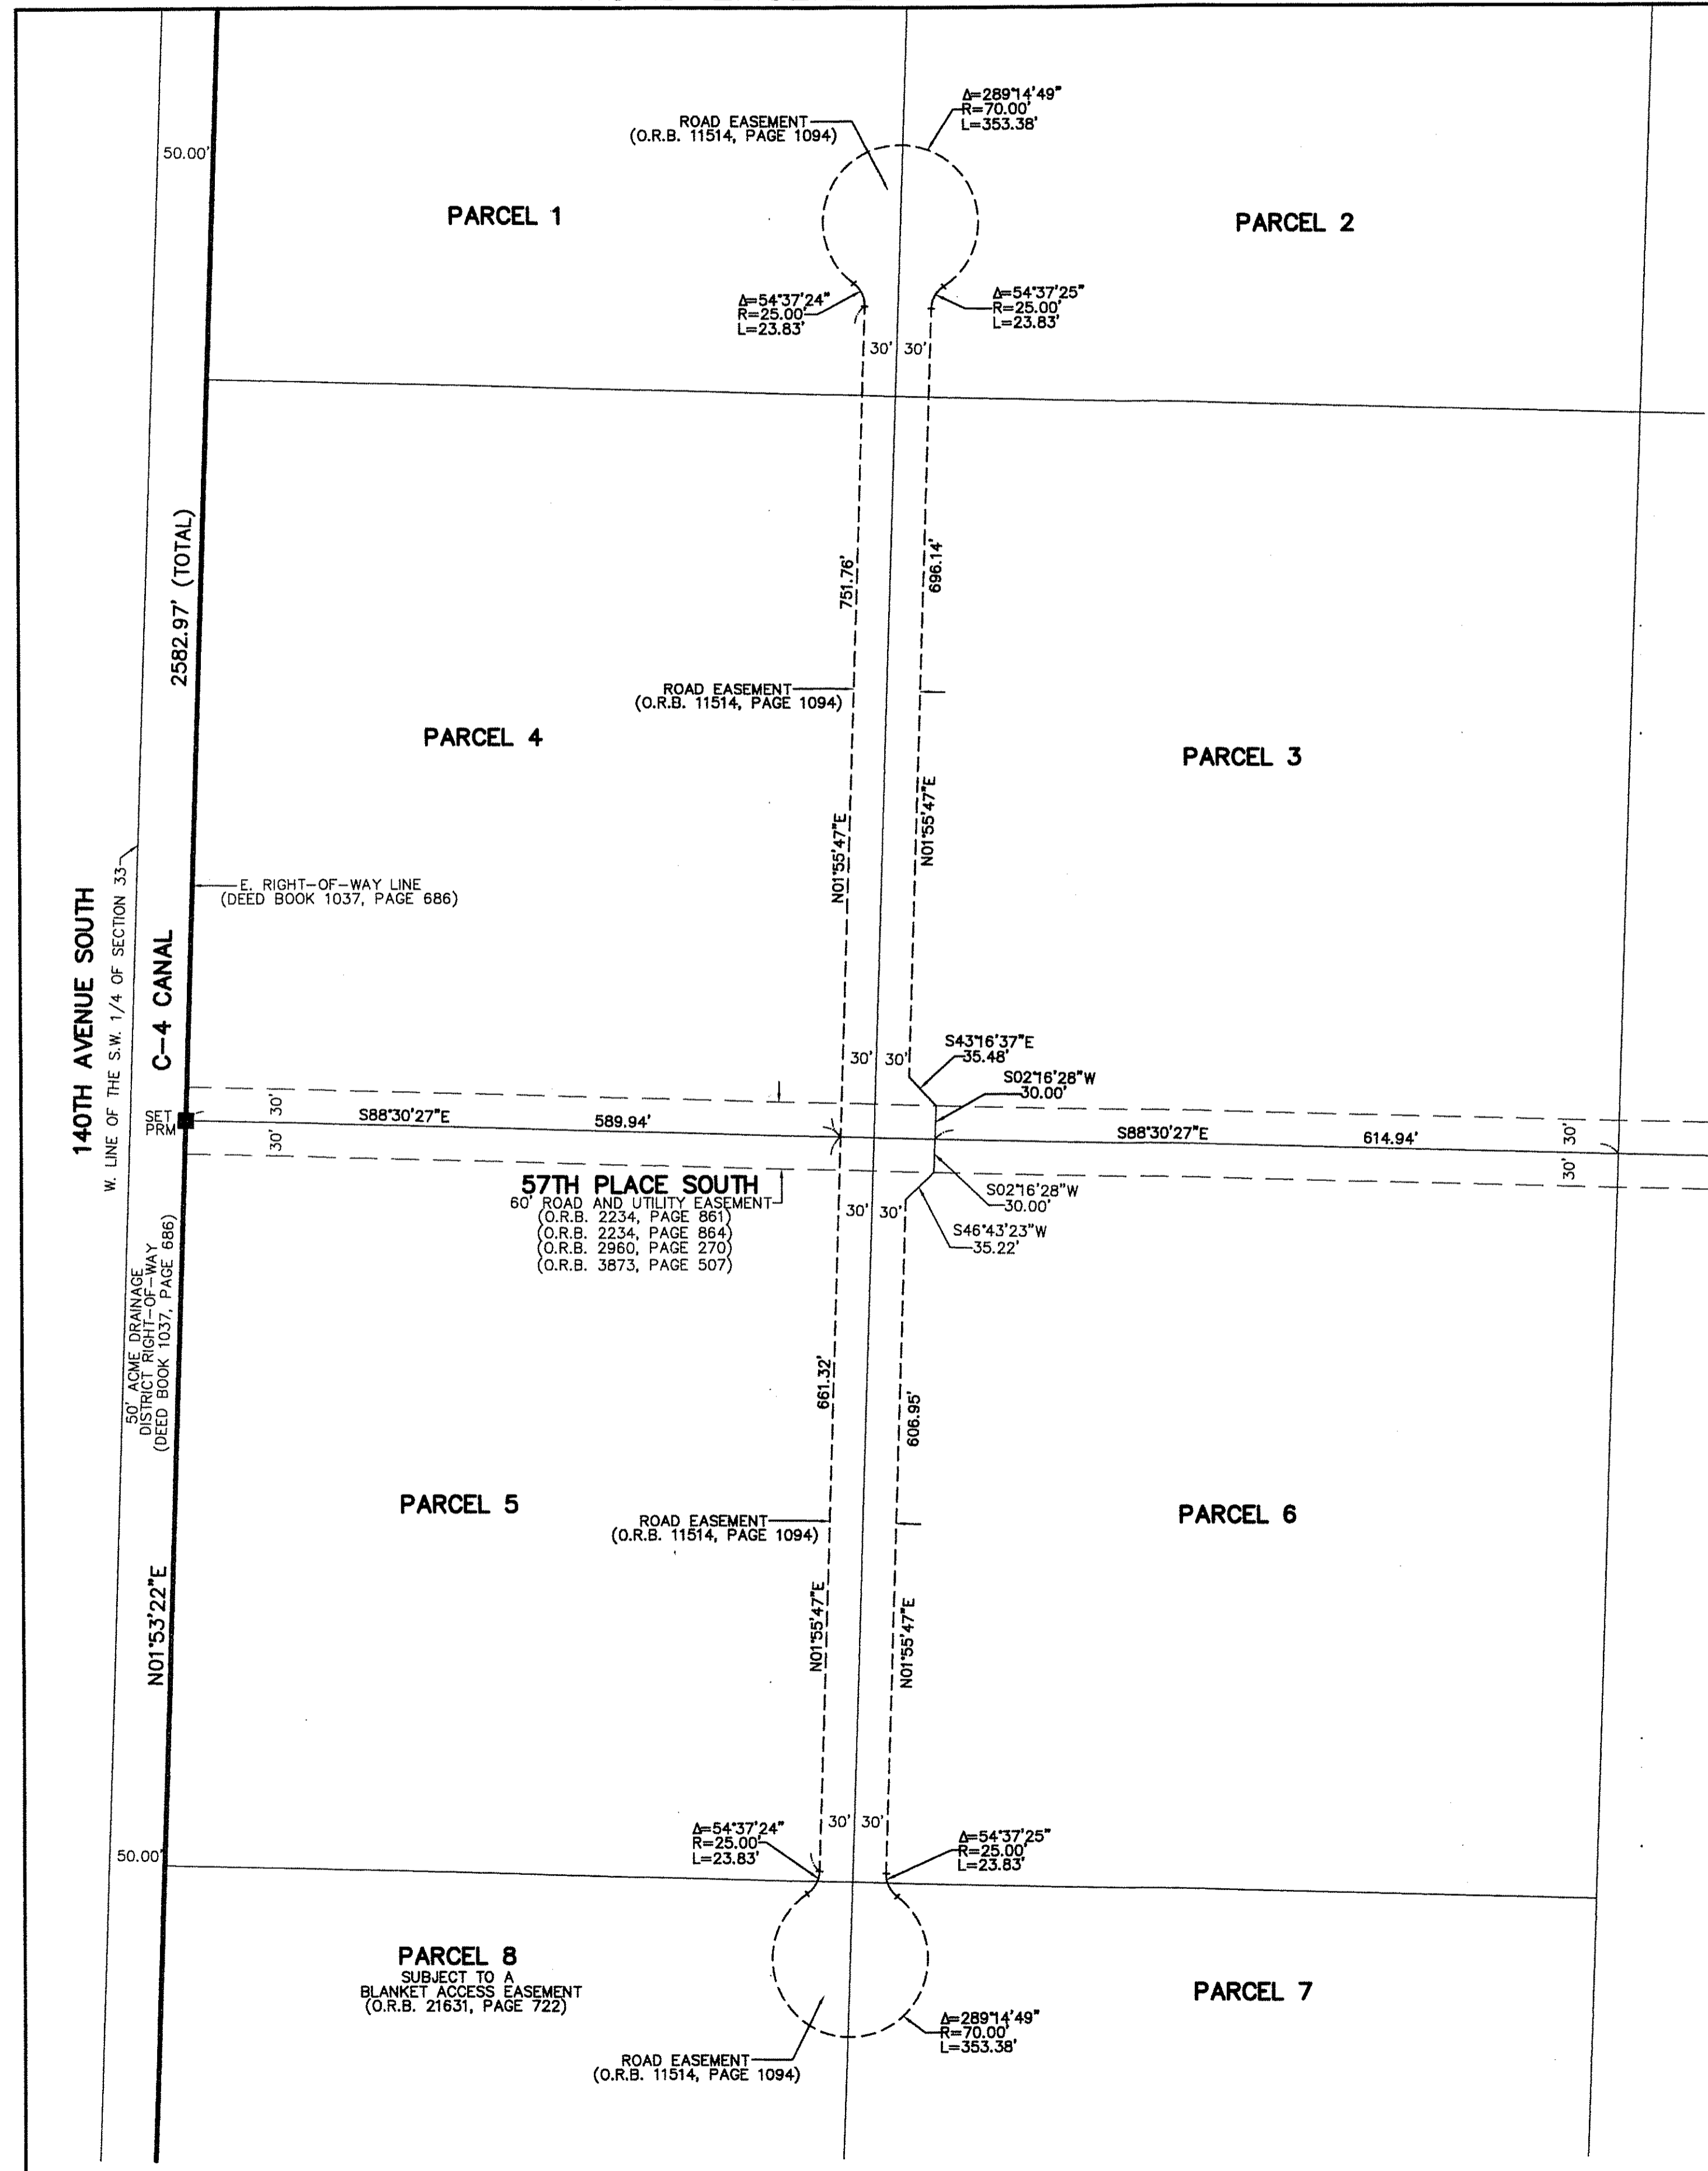 Δ=289°14'49"
R=70.00'
L=353.38'
ROAD EASEMENT
(O.R.B. 11514, PAGE 1094)
50.00'
PARCEL 1
PARCEL 2
Δ=54°37'24"
R=25.00'
L=23.83'
Δ=54°37'25"
R=25.00'
L=23.83'
30'
30'
2582.97' (TOTAL)
751.76'
696.14'
ROAD EASEMENT
(O.R.B. 11514, PAGE 1094)
PARCEL 4
PARCEL 3
N01°55'47"E
N01°55'47"E
E. RIGHT-OF-WAY LINE
(DEED BOOK 1037, PAGE 686)
140TH AVENUE SOUTH
W. LINE OF THE S.W. 1/4 OF SECTION 33
C-4 CANAL
30'
30'
S43°16'37"E
35.48'
S02°16'28"W
30.00'
SET
PRM
30'
30'
S88°30'27"E
589.94'
S88°30'27"E
614.94'
30'
30'
57TH PLACE SOUTH
60' ROAD AND UTILITY EASEMENT
(O.R.B. 2234, PAGE 861)
(O.R.B. 2234, PAGE 864)
(O.R.B. 2960, PAGE 270)
(O.R.B. 3873, PAGE 507)
30'
30'
S02°16'28"W
30.00'
S46°43'23"W
35.22'
50' ACME DRAINAGE
DISTRICT RIGHT-OF-WAY
(DEED BOOK 1037, PAGE 686)
661.32'
606.95'
PARCEL 5
PARCEL 6
ROAD EASEMENT
(O.R.B. 11514, PAGE 1094)
N01°53'22"E
N01°55'47"E
N01°55'47"E
50.00'
Δ=54°37'24"
R=25.00'
L=23.83'
30'
30'
Δ=54°37'25"
R=25.00'
L=23.83'
PARCEL 8
SUBJECT TO A
BLANKET ACCESS EASEMENT
(O.R.B. 21631, PAGE 722)
PARCEL 7
Δ=289°14'49"
R=70.00'
L=353.38'
ROAD EASEMENT
(O.R.B. 11514, PAGE 1094)